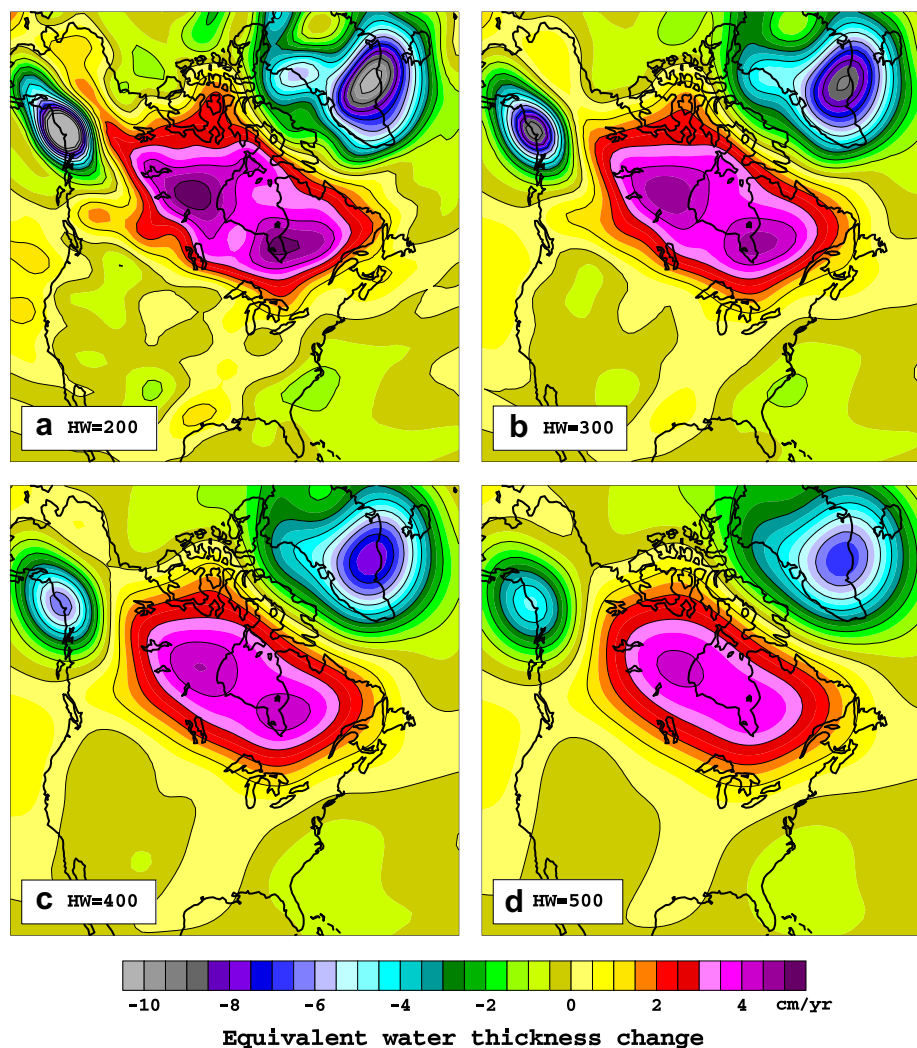 a HW=200
b HW=300
c HW=400
d HW=500
-10 -8 -6 -4 -2 0 2 4 cm/yr
Equivalent water thickness change